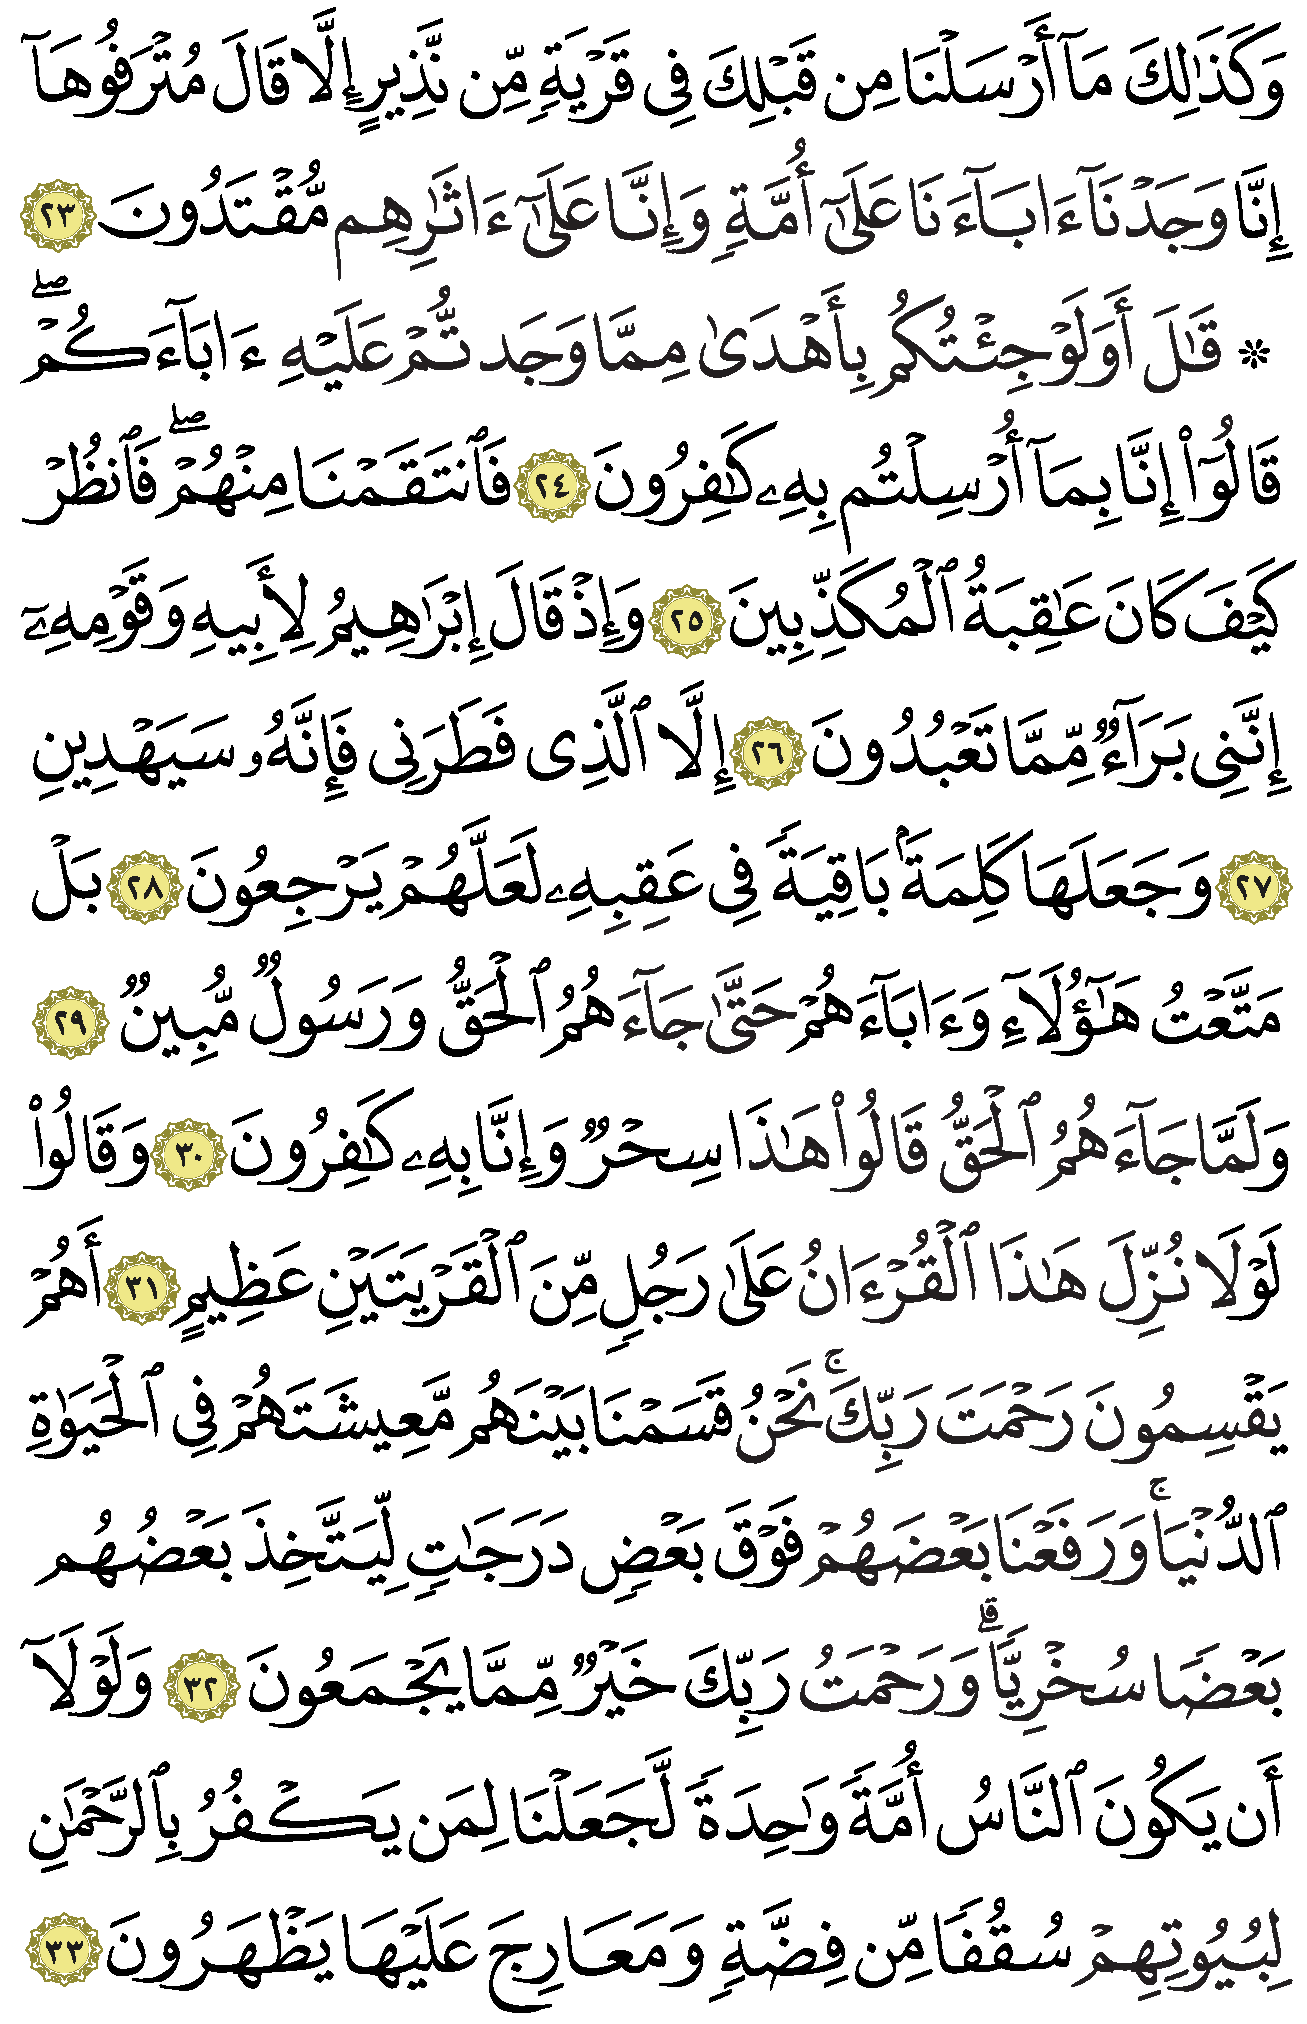 وَكَذَٰلِكَ مَآ أَرْسَلْنَا مِن قَبْلِكَ فِى قَرْيَةٍ مِّن نَّذِيرٍ إِلَّا قَالَ مُتْرَفُوهَآ
إِنَّا وَجَدْنَآ ءَابَآءَنَا عَلَىٰٓ أُمَّةٍ وَإِنَّا عَلَىٰٓ ءَاثَٰرِهِم مُّقْتَدُونَ ٢٣
۞ قَٰلَ أَوَلَوْ جِئْتُكُم بِأَهْدَىٰ مِمَّا وَجَدتُّمْ عَلَيْهِ ءَابَآءَكُمْۖ
قَالُوٓا۟ إِنَّا بِمَآ أُرْسِلْتُم بِهِۦ كَٰفِرُونَ ٢٤ فَٱنتَقَمْنَا مِنْهُمْۖ فَٱنظُرْ
كَيْفَ كَانَ عَٰقِبَةُ ٱلْمُكَذِّبِينَ ٢٥ وَإِذْ قَالَ إِبْرَٰهِيمُ لِأَبِيهِ وَقَوْمِهِۦٓ
إِنَّنِى بَرَآءٌ مِّمَّا تَعْبُدُونَ ٢٦ إِلَّا ٱلَّذِى فَطَرَنِى فَإِنَّهُۥ سَيَهْدِينِ
٢٧ وَجَعَلَهَا كَلِمَةًۢ بَاقِيَةً فِى عَقِبِهِۦ لَعَلَّهُمْ يَرْجِعُونَ ٢٨ بَلْ
مَتَّعْتُ هَٰٓؤُلَآءِ وَءَابَآءَهُمْ حَتَّىٰ جَآءَهُمُ ٱلْحَقُّ وَرَسُولٌ مُّبِينٌ ٢٩
وَلَمَّا جَآءَهُمُ ٱلْحَقُّ قَالُوا۟ هَٰذَا سِحْرٌ وَإِنَّا بِهِۦ كَٰفِرُونَ ٣٠ وَقَالُوا۟
لَوْلَا نُزِّلَ هَٰذَا ٱلْقُرْءَانُ عَلَىٰ رَجُلٍ مِّنَ ٱلْقَرْيَتَيْنِ عَظِيمٍ ٣١ أَهُمْ
يَقْسِمُونَ رَحْمَتَ رَبِّكَۚ نَحْنُ قَسَمْنَا بَيْنَهُم مَّعِيشَتَهُمْ فِى ٱلْحَيَوٰةِ
ٱلدُّنْيَاۚ وَرَفَعْنَا بَعْضَهُمْ فَوْقَ بَعْضٍ دَرَجَٰتٍ لِّيَتَّخِذَ بَعْضُهُم
بَعْضًا سُخْرِيًّاۗ وَرَحْمَتُ رَبِّكَ خَيْرٌ مِّمَّا يَجْمَعُونَ ٣٢ وَلَوْلَآ
أَن يَكُونَ ٱلنَّاسُ أُمَّةً وَٰحِدَةً لَّجَعَلْنَا لِمَن يَكْفُرُ بِٱلرَّحْمَٰنِ
لِبُيُوتِهِمْ سُقُفًا مِّن فِضَّةٍ وَمَعَارِجَ عَلَيْهَا يَظْهَرُونَ ٣٣